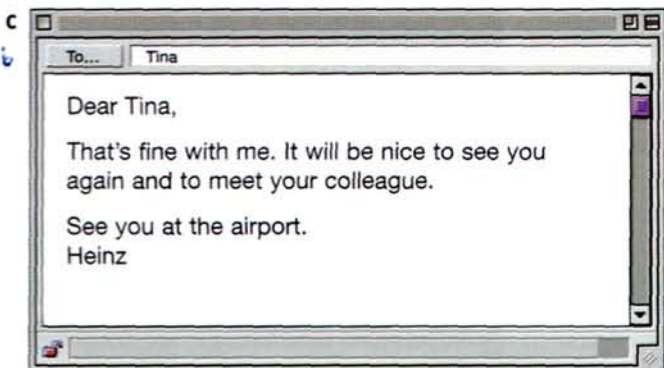 C
To... Tina
Dear Tina,
That's fine with me. It will be nice to see you
again and to meet your colleague.
See you at the airport.
Heinz